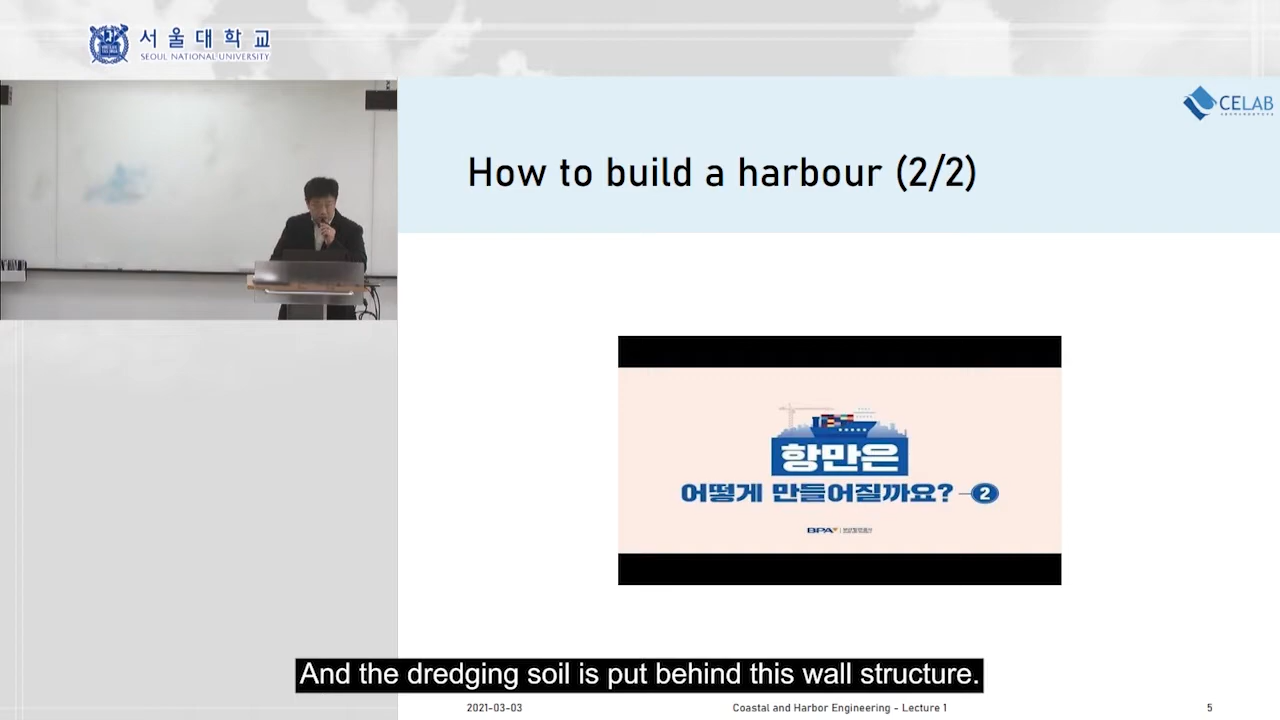 서울대학교
SEOUL NATIONAL UNIVERSITY
CELAB
How to build a harbour (2/2)
항만은
어떻게 만들어질까요? - 2
BPA
And the dredging soil is put behind this wall structure.
2021-03-03
Coastal and Harbor Engineering - Lecture 1
5